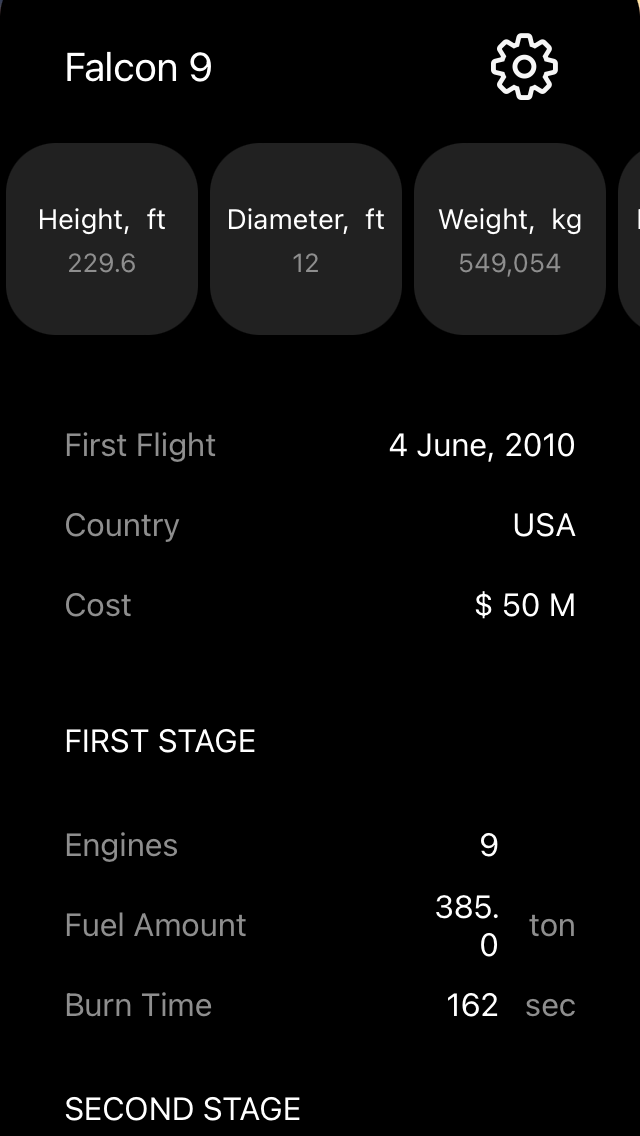 Falcon 9
Height, ft
229.6
Diameter, ft
12
Weight, kg
549,054
First Flight
4 June, 2010
Country
USA
Cost
$ 50 M
FIRST STAGE
Engines
9
Fuel Amount
385.
0
ton
Burn Time
162
sec
SECOND STAGE